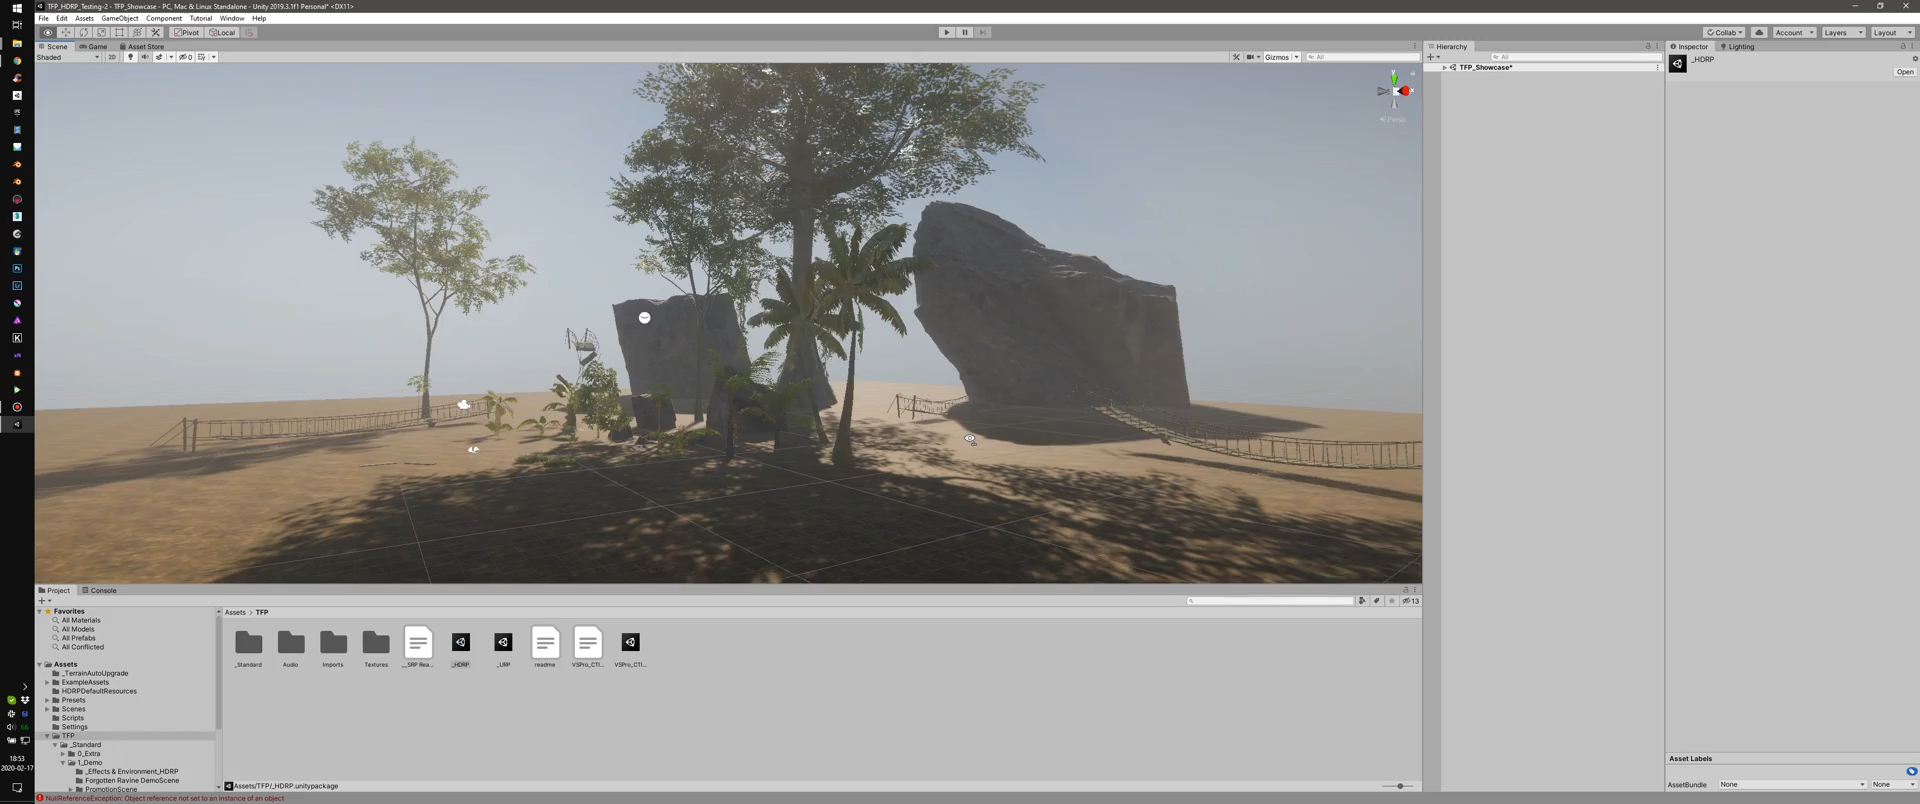 TFP_HDRP_Testing-2 - TFP_Showcase - PC, Mac & Linux Standalone - Unity 2019.3.1f1 Personal* <DX11>
File Edit Assets GameObject Component Tutorial Window Help
Pivot Local Collab Account Layers Layout
Scene Game Asset Store
Shaded 2D 0 Gizmos All
Persp
Hierarchy
All
TFP_Showcase*
Inspector Lighting
_HDRP
Open
Project Console
13
Favorites
All Materials
All Models
All Prefabs
All Conflicted
Assets
_TerrainAutoUpgrade
ExampleAssets
HDRPDefaultResources
Presets
Scenes
Scripts
Settings
TFP
_Standard
0_Extra
1_Demo
_Effects & Environment_HDRP
Forgotten Ravine DemoScene
PromotionScene
Assets > TFP
_Standard Audio Imports Textures __SRP Rea... _HDRP _URP readme VSPro_CTI... VSPro_CTI...
Assets/TFP/_HDRP.unitypackage
Asset Labels
AssetBundle None None
NullReferenceException: Object reference not set to an instance of an object
18:53
2020-02-17